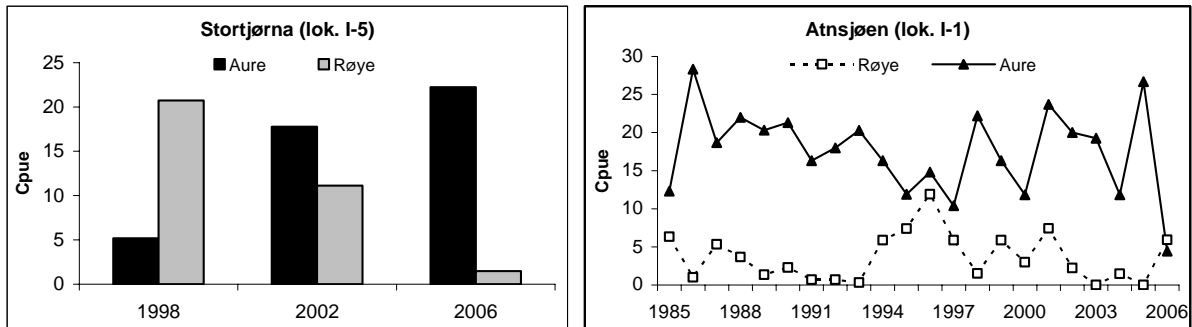 Stortjørna (lok. I-5)
Aure Røye
Cpue
25
20
15
10
5
0
1998 2002 2006
Atnsjøen (lok. I-1)
Røye Aure
Cpue
30
25
20
15
10
5
0
1985 1988 1991 1994 1997 2000 2003 2006